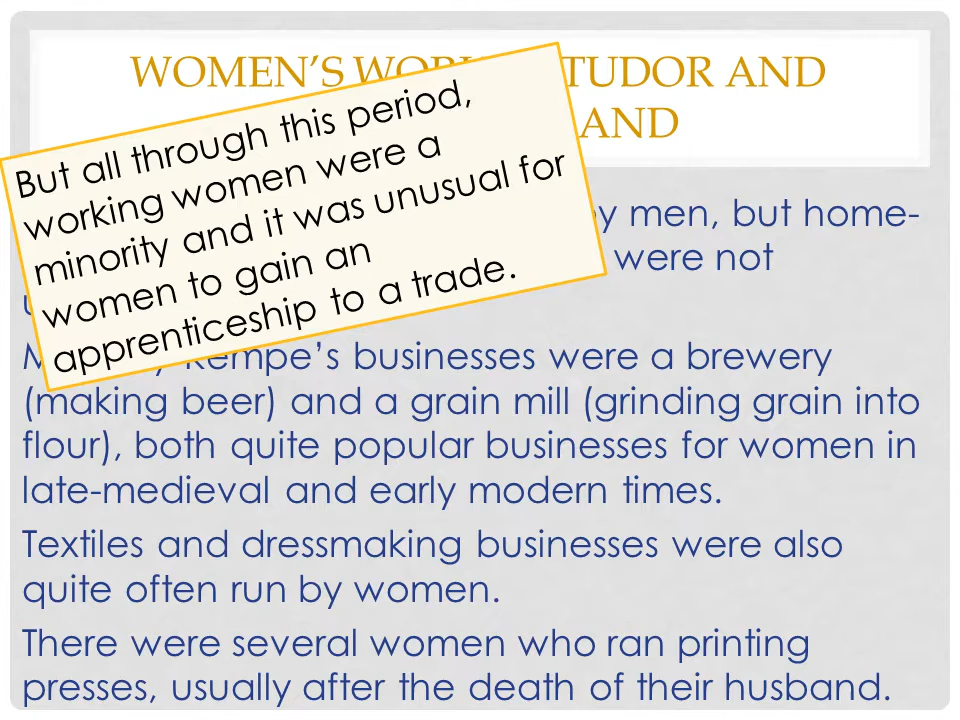 WOMEN'S WOR TUDOR AND
AND
But all through this period,
working women were a
minority and it was unusual for
women to gain an
apprenticeship to a trade.
by men, but home-
were not
Kempe's businesses were a brewery
(making beer) and a grain mill (grinding grain into
flour), both quite popular businesses for women in
late-medieval and early modern times.
Textiles and dressmaking businesses were also
quite often run by women.
There were several women who ran printing
presses, usually after the death of their husband.